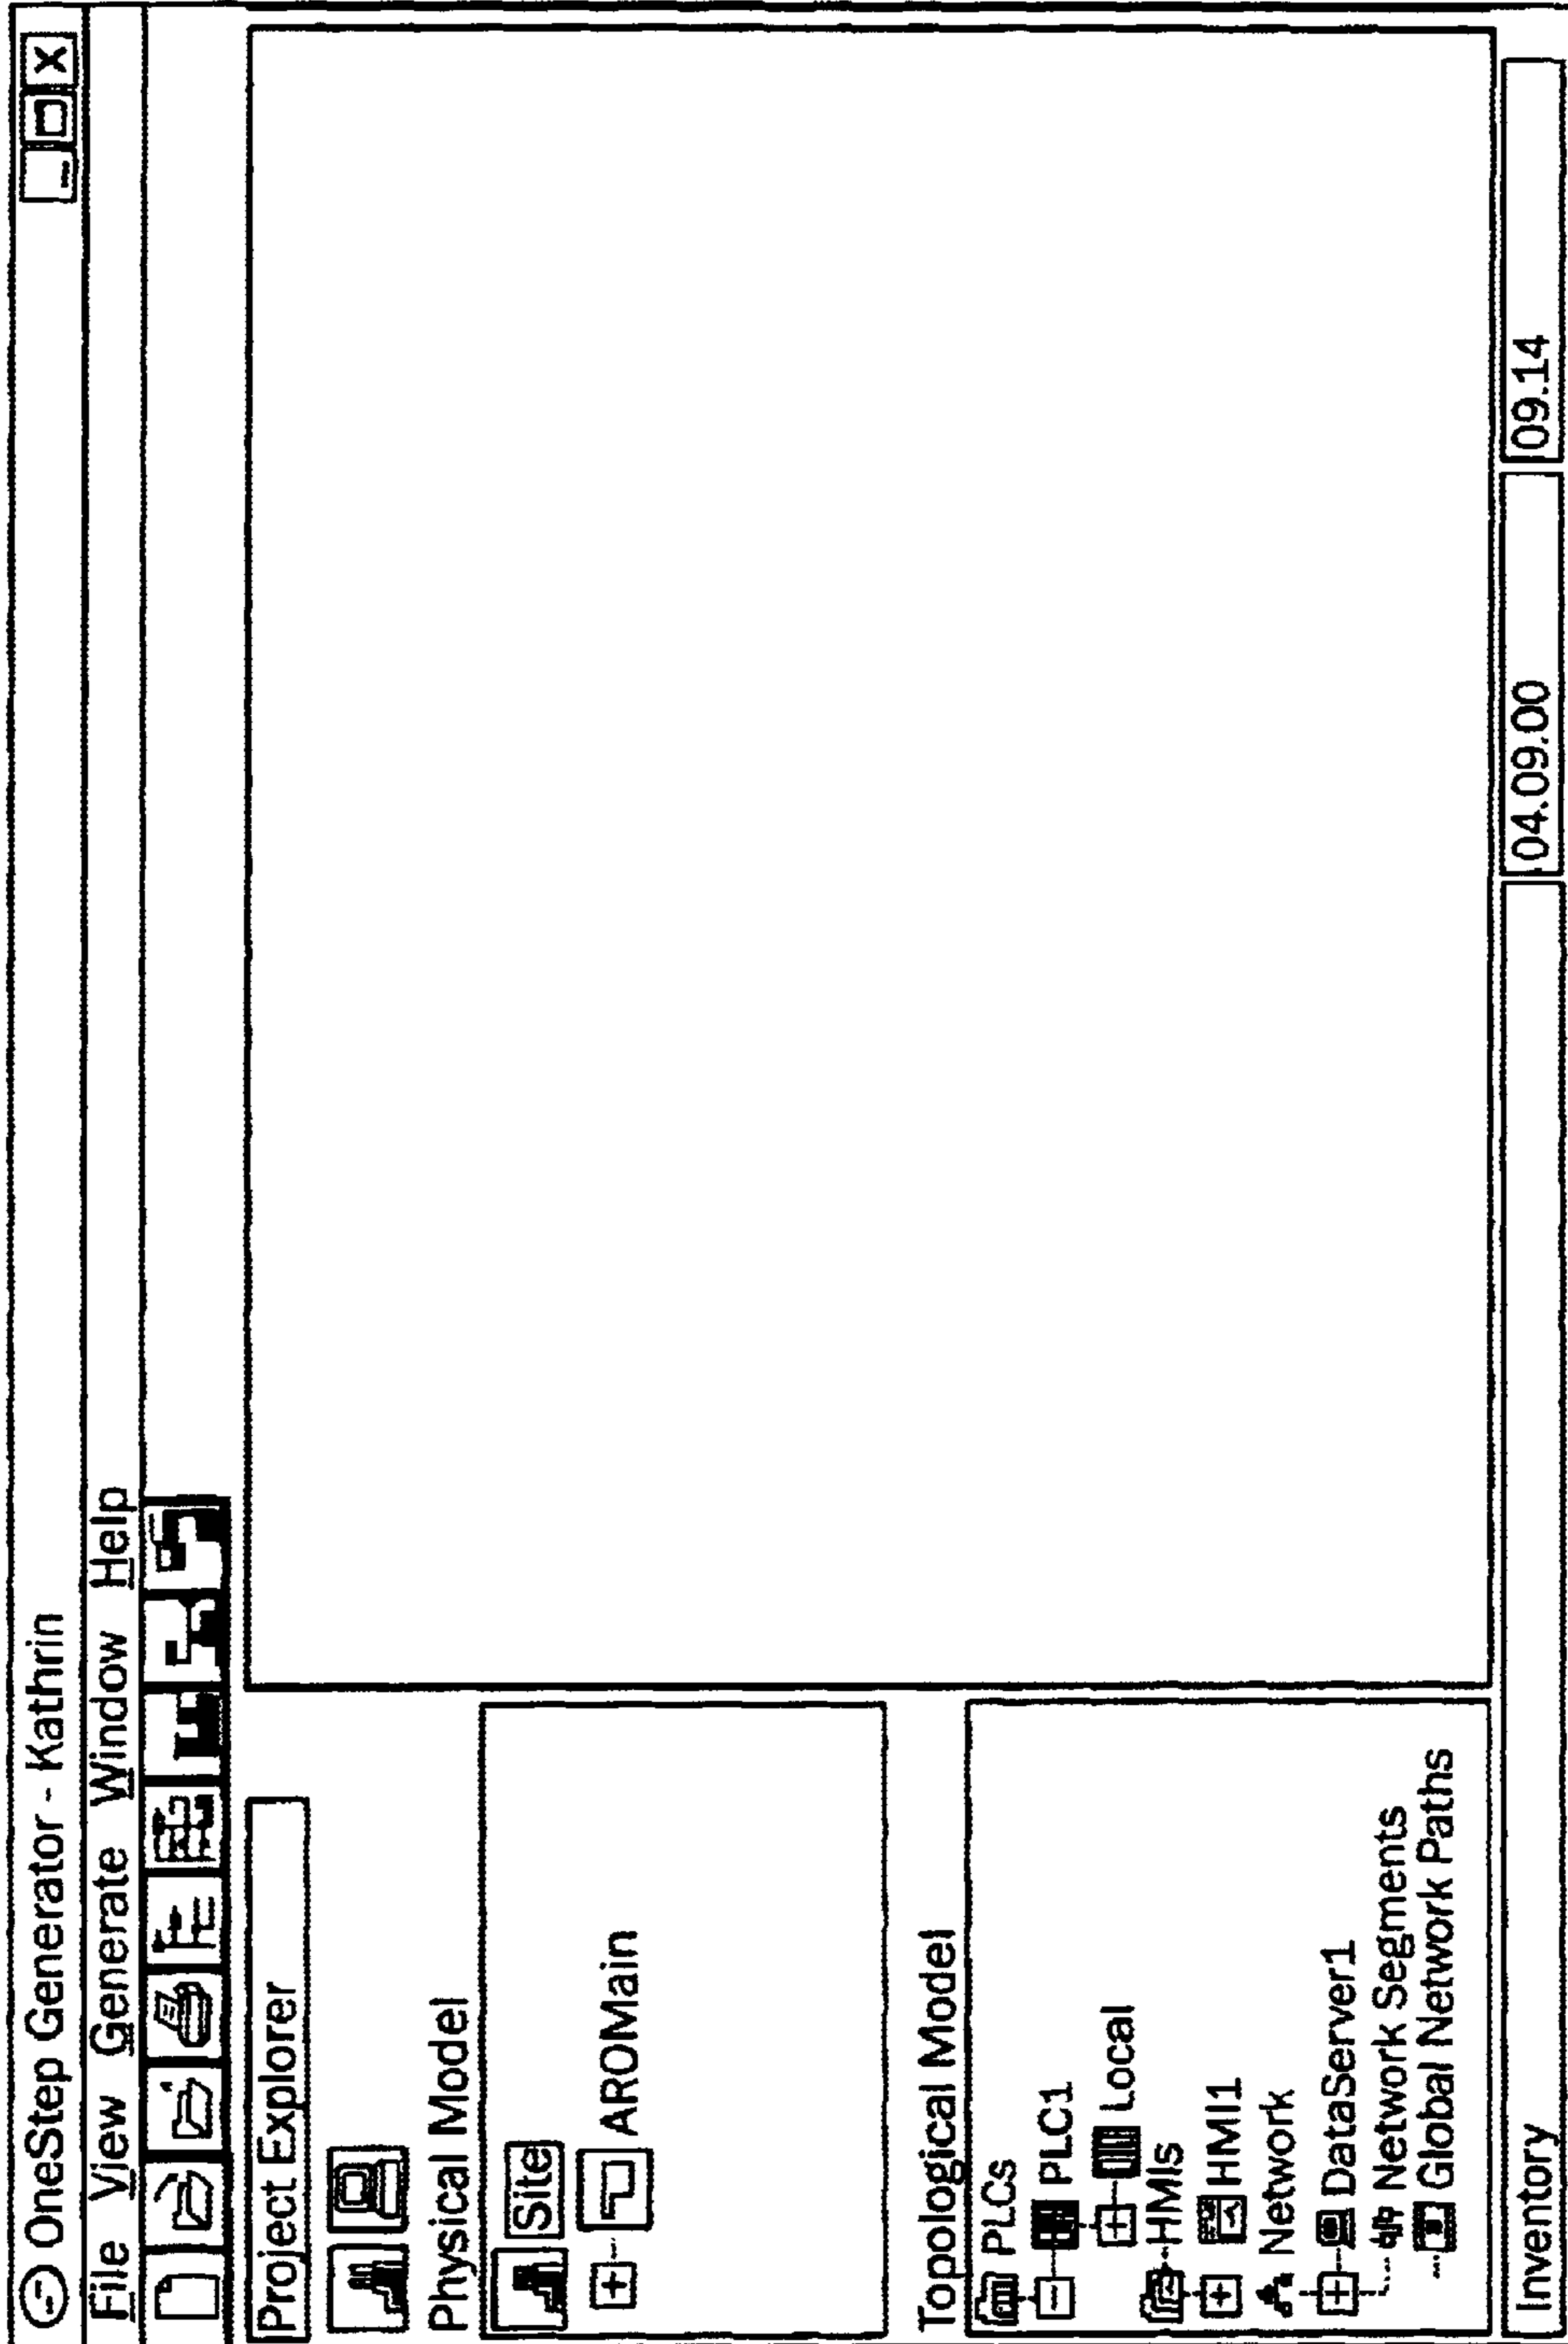 OneStep Generator - Kathrin
File View Generate Window Help
Project Explorer
Physical Model
Site
AROMain
Topological Model
PLCs
PLC1
Local
HMIs
HMI1
Network
DataServer1
Network Segments
Global Network Paths
Inventory 04.09.00 09.14